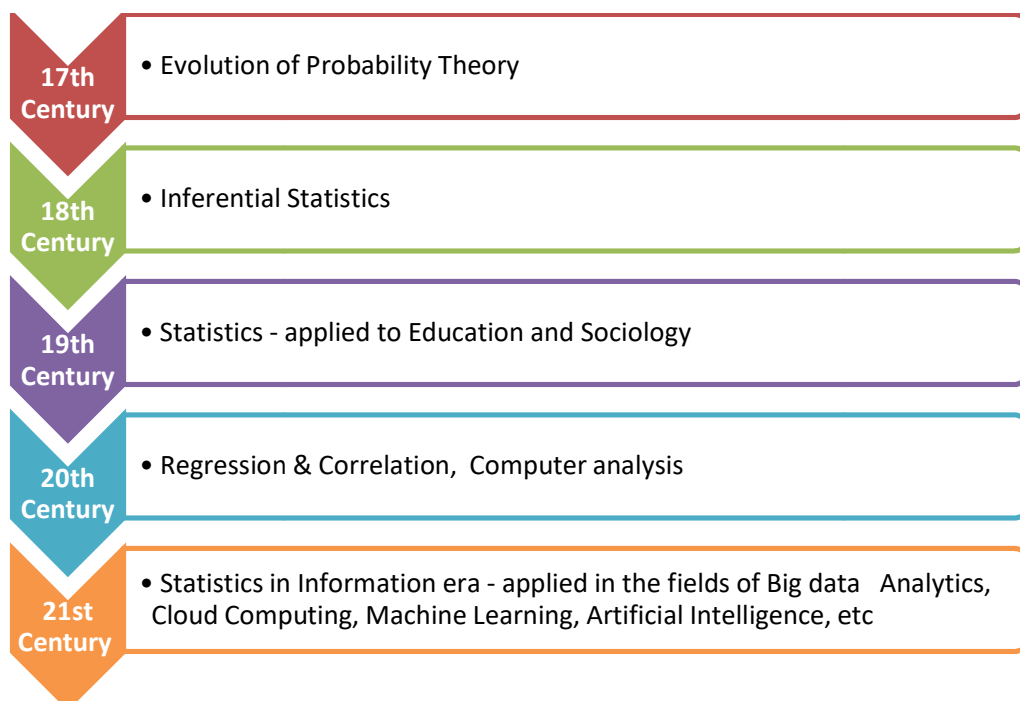 17th
Century
• Evolution of Probability Theory
18th
Century
• Inferential Statistics
19th
Century
• Statistics - applied to Education and Sociology
20th
Century
• Regression & Correlation, Computer analysis
21st
Century
• Statistics in Information era - applied in the fields of Big data Analytics,
Cloud Computing, Machine Learning, Artificial Intelligence, etc